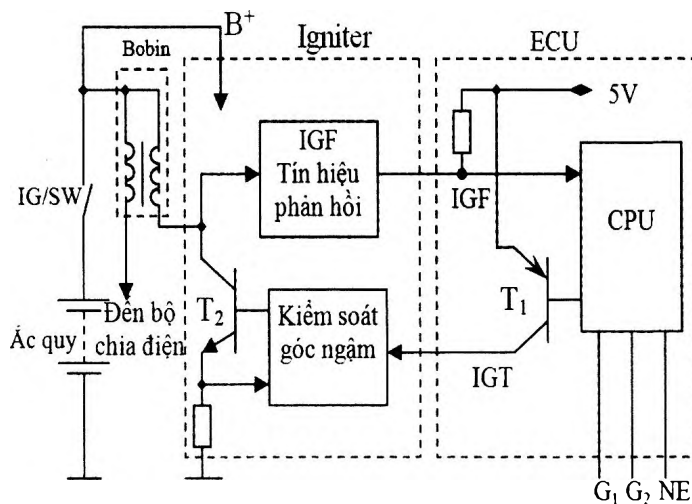 B+
Igniter
ECU
Bobin
5V
IGF
Tín hiệu
phản hồi
IGF
CPU
IG/SW
T1
T2
Kiểm soát
góc ngậm
Đến bộ
chia điện
Ắc quy
IGT
G1 G2 NE